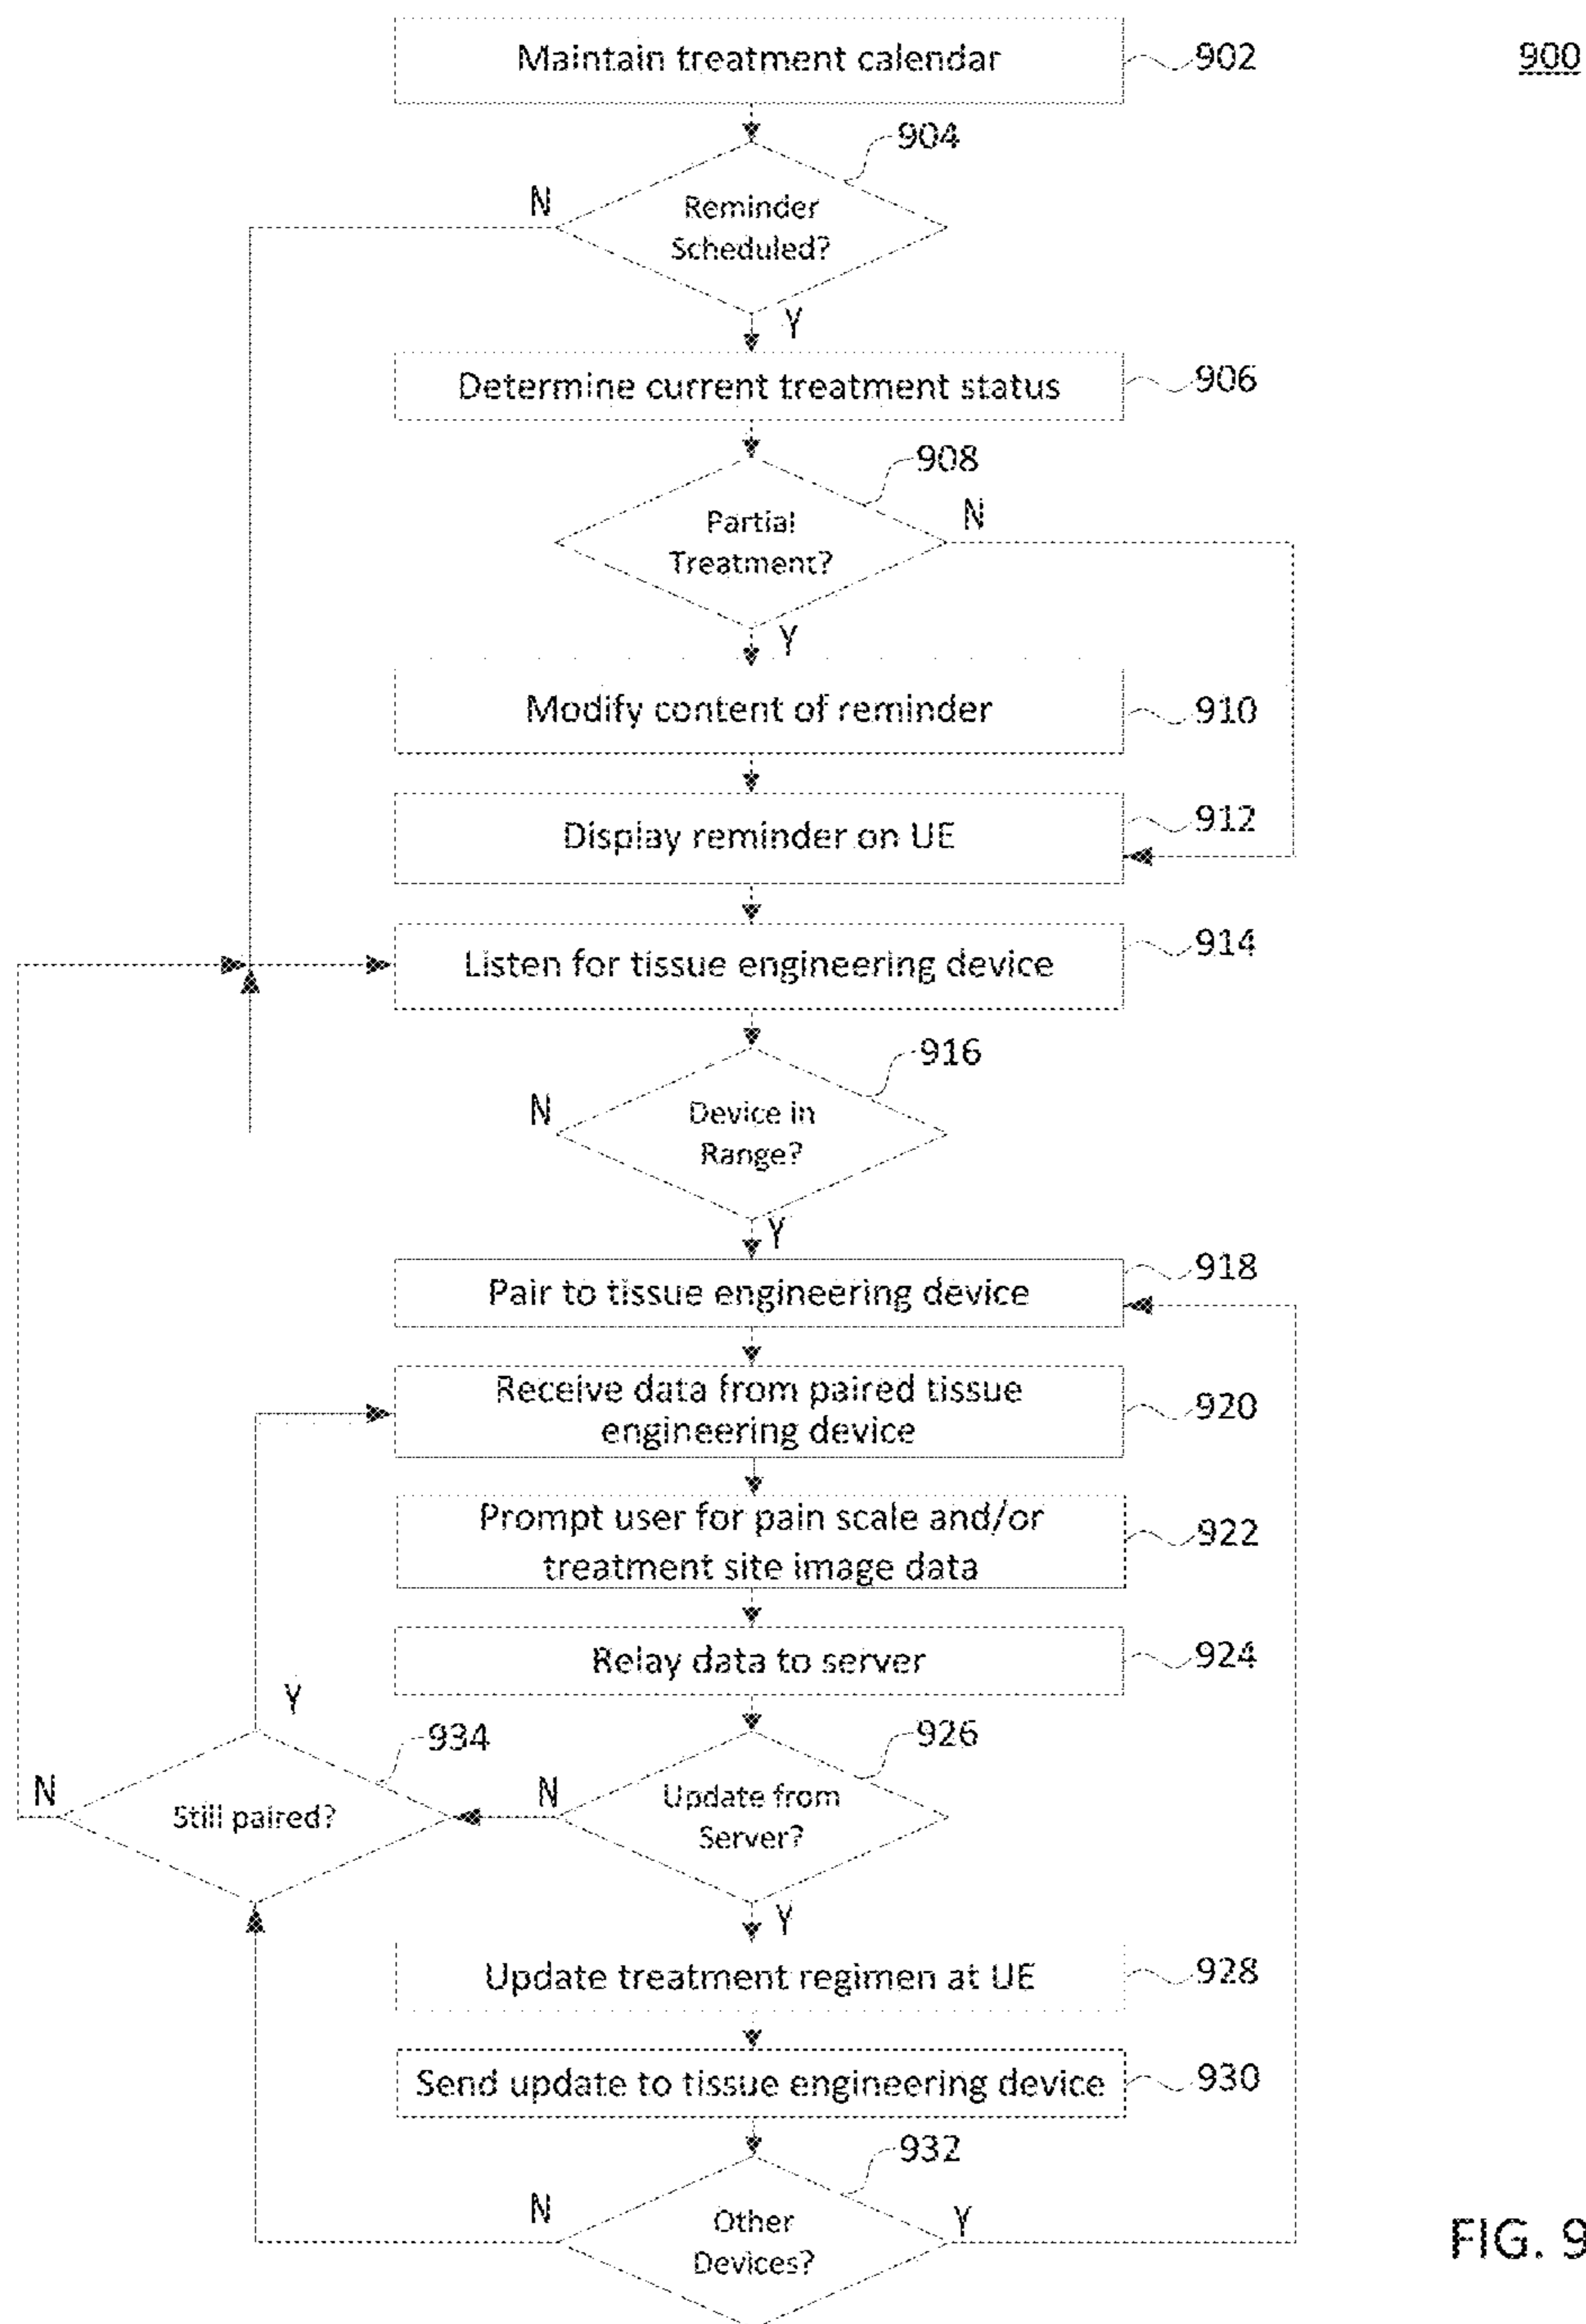 Maintain treatment calendar
902
900
904
N
Reminder
Scheduled?
Y
Determine current treatment status
906
908
N
Partial
Treatment?
Y
Modify content of reminder
910
Display reminder on UE
912
Listen for tissue engineering device
914
916
N
Device in
Range?
Y
Pair to tissue engineering device
918
Receive data from paired tissue
engineering device
920
Prompt user for pain scale and/or
treatment site image data
922
Relay data to server
924
Y
934
926
N
Still paired?
N
Update from
Server?
Y
Update treatment regimen at UE
928
Send update to tissue engineering device
930
932
N
Other
Devices?
Y
FIG. 9